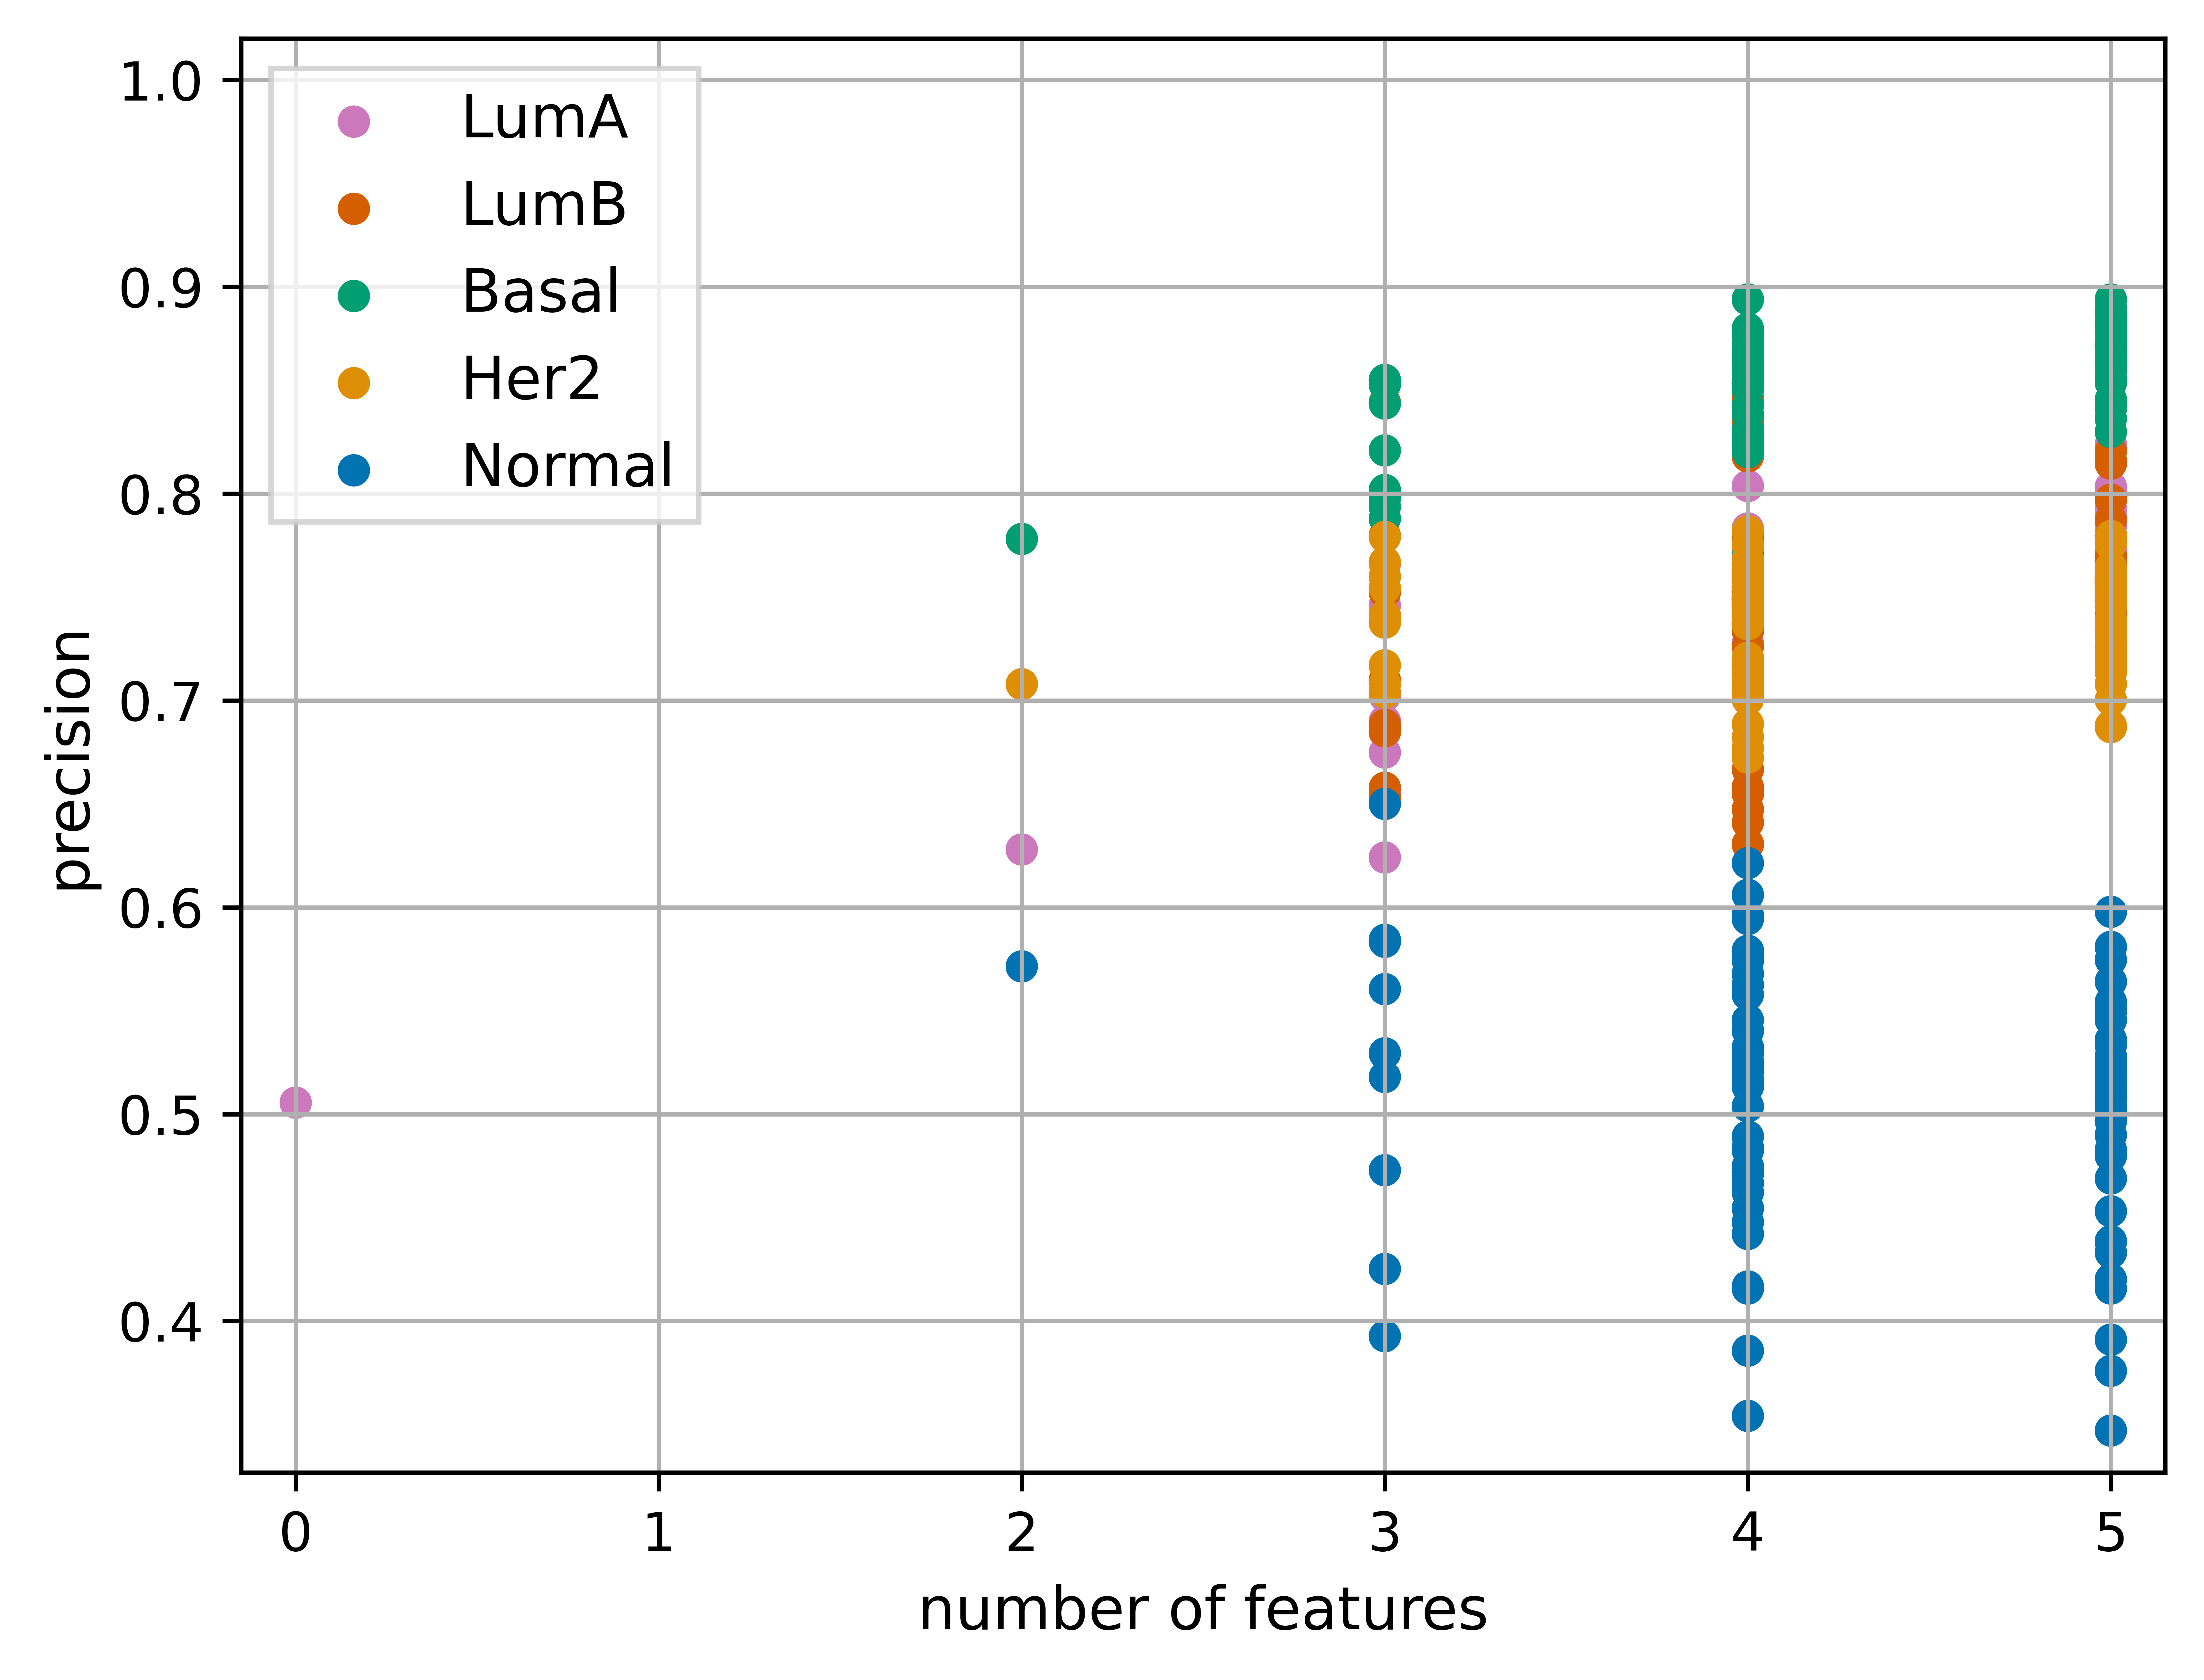 1.0
0.9
0.8
0.7
0.6
0.5
0.4
precision
LumA
LumB
Basal
Her2
Normal
0 1 2 3 4 5
number of features